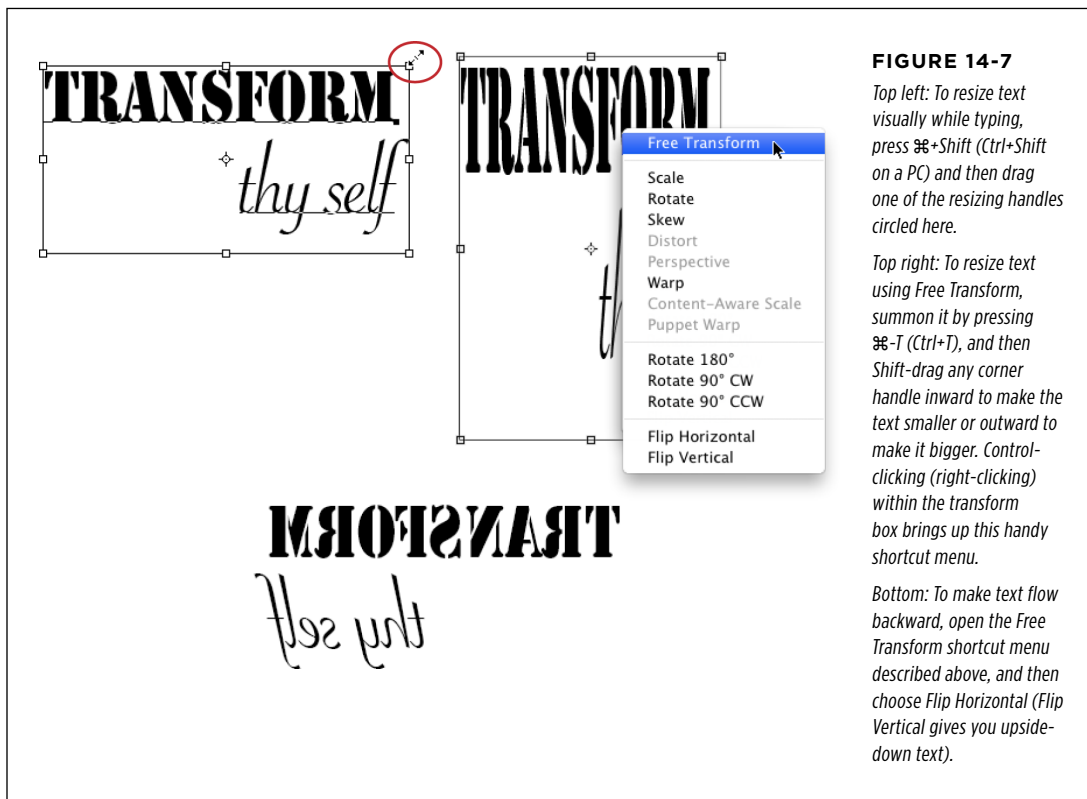 TRANSFORM
thy self
TRANSFORM
th
Free Transform
Scale
Rotate
Skew
Distort
Perspective
Warp
Content-Aware Scale
Puppet Warp
Rotate 180°
Rotate 90° CW
Rotate 90° CCW
Flip Horizontal
Flip Vertical
TRANSFORM
thy self
FIGURE 14-7
Top left: To resize text
visually while typing,
press ⌘+Shift (Ctrl+Shift
on a PC) and then drag
one of the resizing handles
circled here.
Top right: To resize text
using Free Transform,
summon it by pressing
⌘-T (Ctrl+T), and then
Shift-drag any corner
handle inward to make the
text smaller or outward to
make it bigger. Control-
clicking (right-clicking)
within the transform
box brings up this handy
shortcut menu.
Bottom: To make text flow
backward, open the Free
Transform shortcut menu
described above, and then
choose Flip Horizontal (Flip
Vertical gives you upside-
down text).